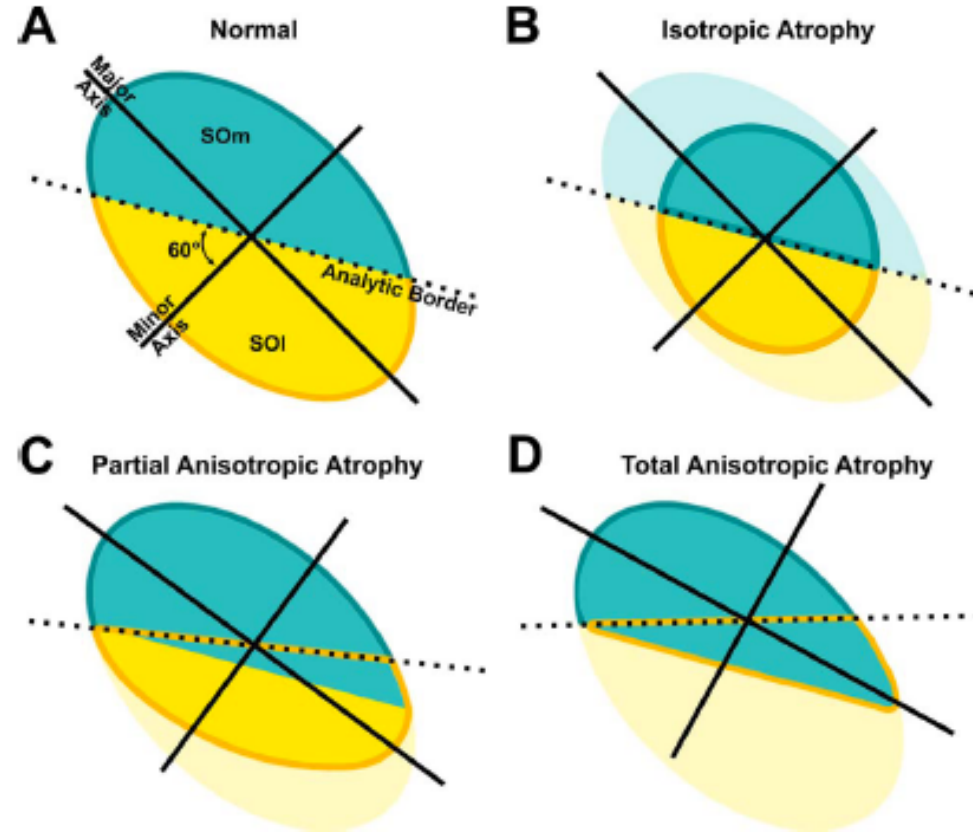 A
Normal
Major
Axis
SOm
60°
Analytic Border
Minor
Axis
SOl
B
Isotropic Atrophy
C
Partial Anisotropic Atrophy
D
Total Anisotropic Atrophy